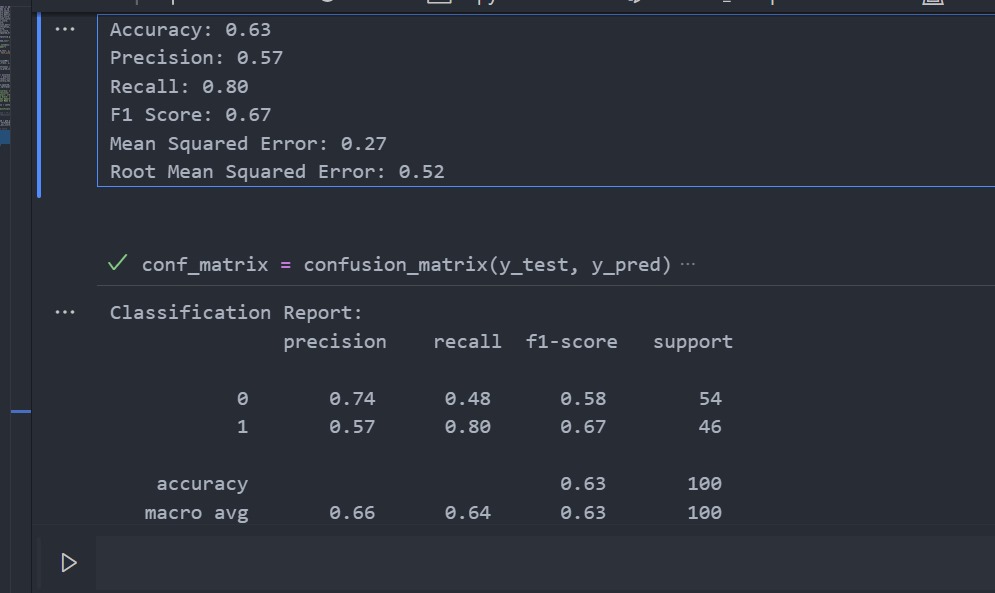 Accuracy: 0.63
Precision: 0.57
Recall: 0.80
F1 Score: 0.67
Mean Squared Error: 0.27
Root Mean Squared Error: 0.52
conf_matrix = confusion_matrix(y_test, y_pred) ···
Classification Report:
precision recall f1-score support
0 0.74 0.48 0.58 54
1 0.57 0.80 0.67 46
accuracy 0.63 100
macro avg 0.66 0.64 0.63 100